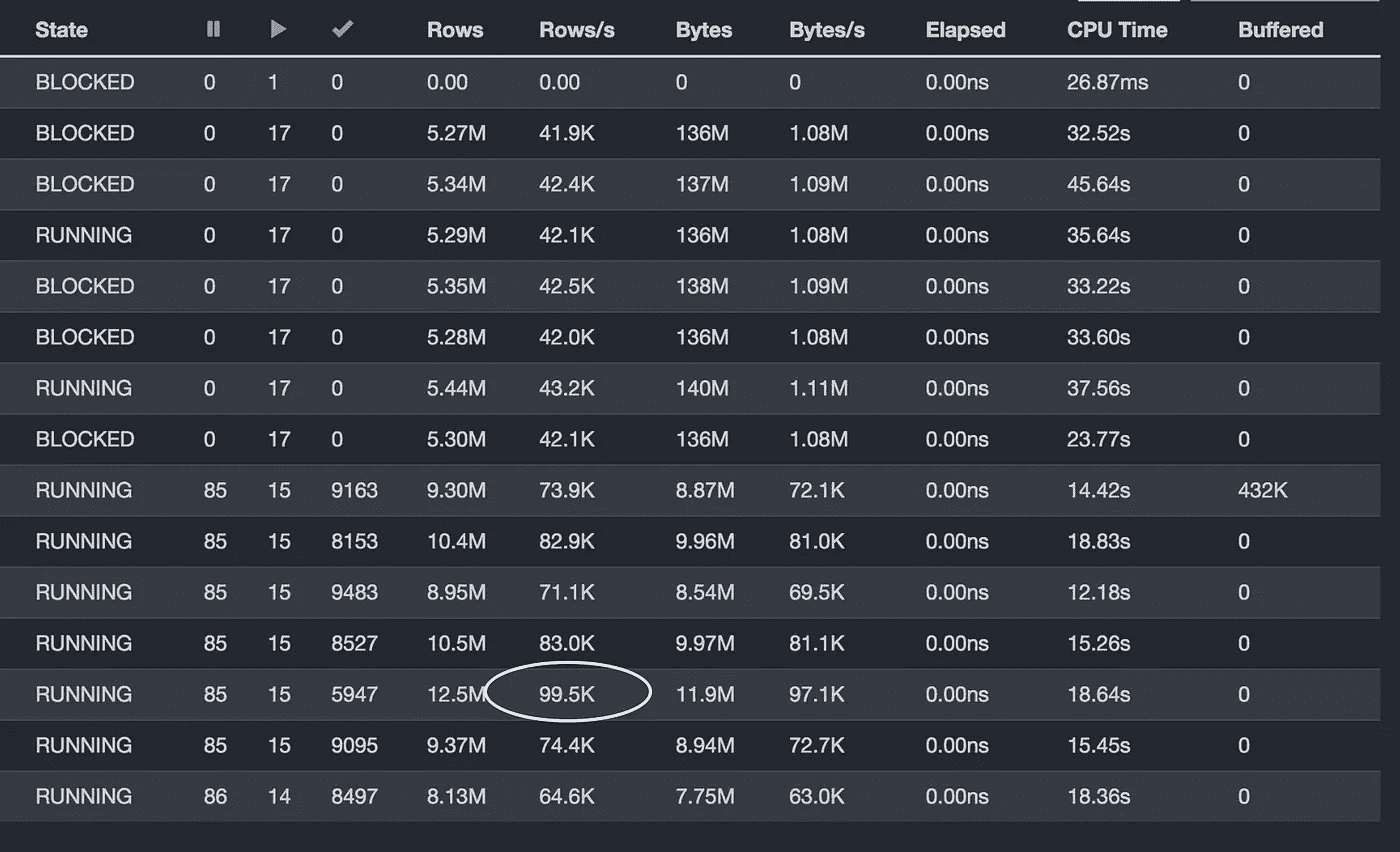 State Rows Rows/s Bytes Bytes/s Elapsed CPU Time Buffered
BLOCKED 0 1 0 0.00 0.00 0 0 0.00ns 26.87ms 0
BLOCKED 0 17 0 5.27M 41.9K 136M 1.08M 0.00ns 32.52s 0
BLOCKED 0 17 0 5.34M 42.4K 137M 1.09M 0.00ns 45.64s 0
RUNNING 0 17 0 5.29M 42.1K 136M 1.08M 0.00ns 35.64s 0
BLOCKED 0 17 0 5.35M 42.5K 138M 1.09M 0.00ns 33.22s 0
BLOCKED 0 17 0 5.28M 42.0K 136M 1.08M 0.00ns 33.60s 0
RUNNING 0 17 0 5.44M 43.2K 140M 1.11M 0.00ns 37.56s 0
BLOCKED 0 17 0 5.30M 42.1K 136M 1.08M 0.00ns 23.77s 0
RUNNING 85 15 9163 9.30M 73.9K 8.87M 72.1K 0.00ns 14.42s 432K
RUNNING 85 15 8153 10.4M 82.9K 9.96M 81.0K 0.00ns 18.83s 0
RUNNING 85 15 9483 8.95M 71.1K 8.54M 69.5K 0.00ns 12.18s 0
RUNNING 85 15 8527 10.5M 83.0K 9.97M 81.1K 0.00ns 15.26s 0
RUNNING 85 15 5947 12.5M 99.5K 11.9M 97.1K 0.00ns 18.64s 0
RUNNING 85 15 9095 9.37M 74.4K 8.94M 72.7K 0.00ns 15.45s 0
RUNNING 86 14 8497 8.13M 64.6K 7.75M 63.0K 0.00ns 18.36s 0